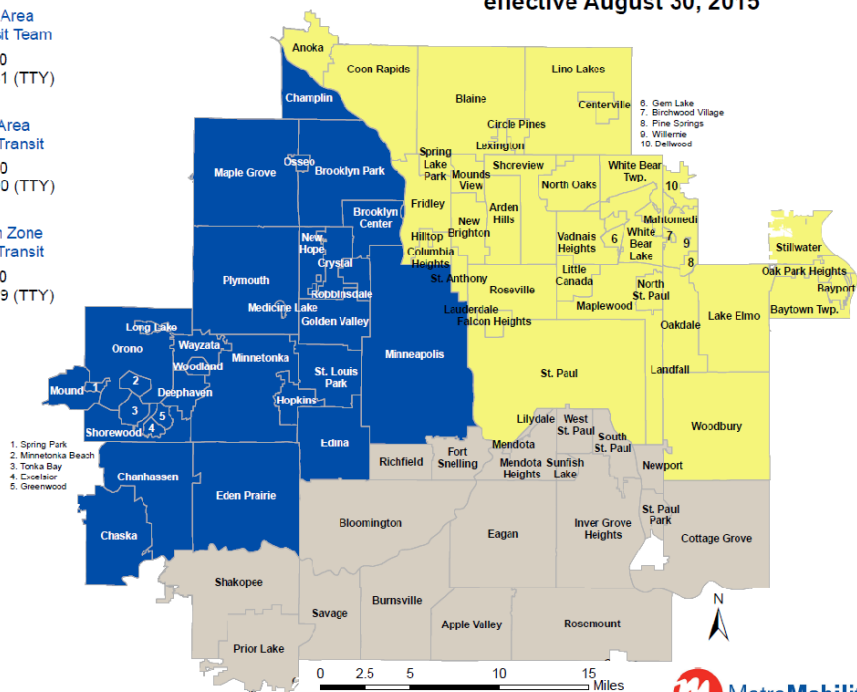 effective August 30, 2015
Area
sit Team
0
1 (TTY)
Area
Transit
0
0 (TTY)
n Zone
Transit
0
9 (TTY)
Anoka
Coon Rapids
Lino Lakes
Champlin
Blaine
Centerville
6. Gem Lake
7. Birchwood Village
8. Pine Springs
9. Willernie
10. Dellwood
Circle Pines
Lexington
Maple Grove
Osseo
Brooklyn Park
Spring
Lake
Park
Mounds
View
Shoreview
North Oaks
White Bear
Twp.
10
Brooklyn
Center
Fridley
New
Brighton
Arden
Hills
Vadnais
Heights
6
White
Bear
Lake
Mahtomedi
7
9
8
Stillwater
New
Hope
Crystal
Robbinsdale
Hilltop
Columbia
Heights
St. Anthony
Little
Canada
North
St. Paul
Oak Park Heights
Bayport
Baytown Twp.
Plymouth
Medicine Lake
Golden Valley
Roseville
Maplewood
Lauderdale
Falcon Heights
Oakdale
Lake Elmo
Long Lake
Orono
Wayzata
Woodland
Minnetonka
St. Louis
Park
Minneapolis
St. Paul
Landfall
Mound
1
2
3
4
5
Deephaven
Hopkins
Shorewood
Edina
Woodbury
1. Spring Park
2. Minnetonka Beach
3. Tonka Bay
4. Excelsior
5. Greenwood
Lilydale
West
St. Paul
South
St. Paul
Mendota
Richfield
Fort
Snelling
Mendota
Heights
Sunfish
Lake
Newport
Chanhassen
Eden Prairie
Chaska
Bloomington
Eagan
Inver Grove
Heights
St. Paul
Park
Cottage Grove
Shakopee
Savage
Burnsville
Apple Valley
Rosemount
Prior Lake
N
0 2.5 5 10 15
Miles
MetroMobilit